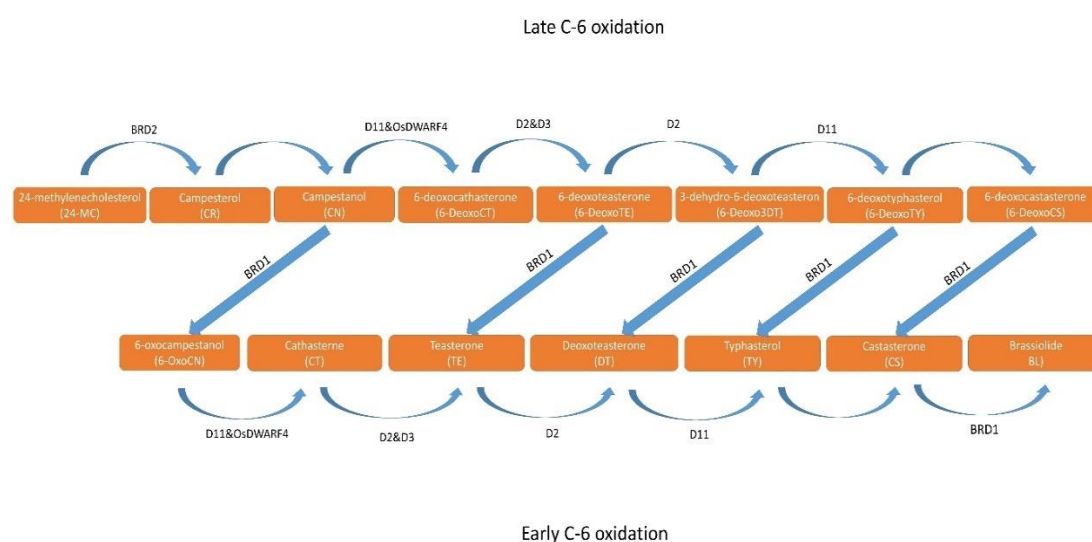 Late C-6 oxidation
BRD2
D11&OsDWARF4
D2&D3
D2
D11
24-methylenecholesterol
(24-MC)
Campesterol
(CR)
Campestanol
(CN)
6-deoxocathasterone
(6-DeoxoCT)
6-deoxoteasterone
(6-DeoxoTE)
3-dehydro-6-deoxoteasteron
(6-Deoxo3DT)
6-deoxotyphasterol
(6-DeoxoTY)
6-deoxocastasterone
(6-DeoxoCS)
BRD1
BRD1
BRD1
BRD1
BRD1
6-oxocampestanol
(6-OxoCN)
Cathasterne
(CT)
Teasterone
(TE)
Deoxoteasterone
(DT)
Typhasterol
(TY)
Castasterone
(CS)
Brassiolide
BL)
D11&OsDWARF4
D2&D3
D2
D11
BRD1
Early C-6 oxidation